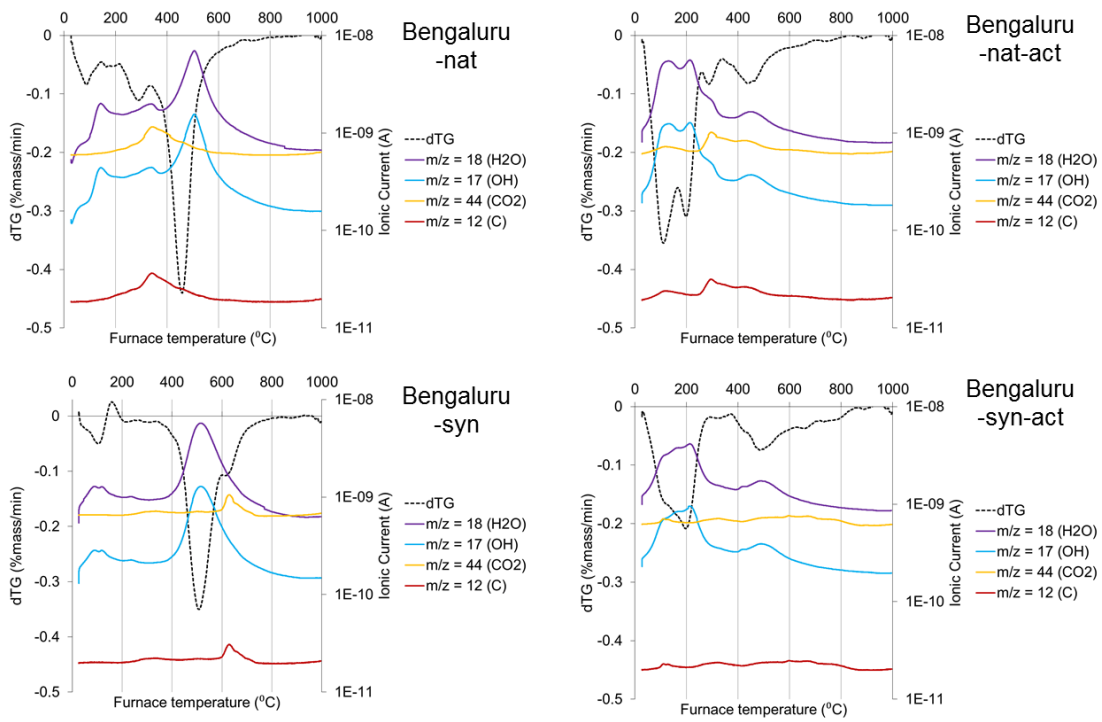 0 200 400 600 800 1000
0 1E-08
-0.1
-0.2 1E-09
-0.3 1E-10
-0.4
-0.5 1E-11
dTG (%mass/min)
Ionic Current (A)
Furnace temperature (⁰C)
Bengaluru
-nat
dTG
m/z = 18 (H2O)
m/z = 17 (OH)
m/z = 44 (CO2)
m/z = 12 (C)
0 200 400 600 800 1000
0 1E-08
-0.1
-0.2 1E-09
-0.3 1E-10
-0.4
-0.5 1E-11
dTG (%mass/min)
Ionic Current (A)
Furnace temperature (⁰C)
Bengaluru
-nat-act
dTG
m/z = 18 (H2O)
m/z = 17 (OH)
m/z = 44 (CO2)
m/z = 12 (C)
0 200 400 600 800 1000
0 1E-08
-0.1
-0.2 1E-09
-0.3 1E-10
-0.4
-0.5 1E-11
dTG (%mass/min)
Ionic Current (A)
Furnace temperature (⁰C)
Bengaluru
-syn
dTG
m/z = 18 (H2O)
m/z = 17 (OH)
m/z = 44 (CO2)
m/z = 12 (C)
0 200 400 600 800 1000
0 1E-08
-0.1
-0.2 1E-09
-0.3 1E-10
-0.4
-0.5 1E-11
dTG (%mass/min)
Ionic Current (A)
Furnace temperature (⁰C)
Bengaluru
-syn-act
dTG
m/z = 18 (H2O)
m/z = 17 (OH)
m/z = 44 (CO2)
m/z = 12 (C)